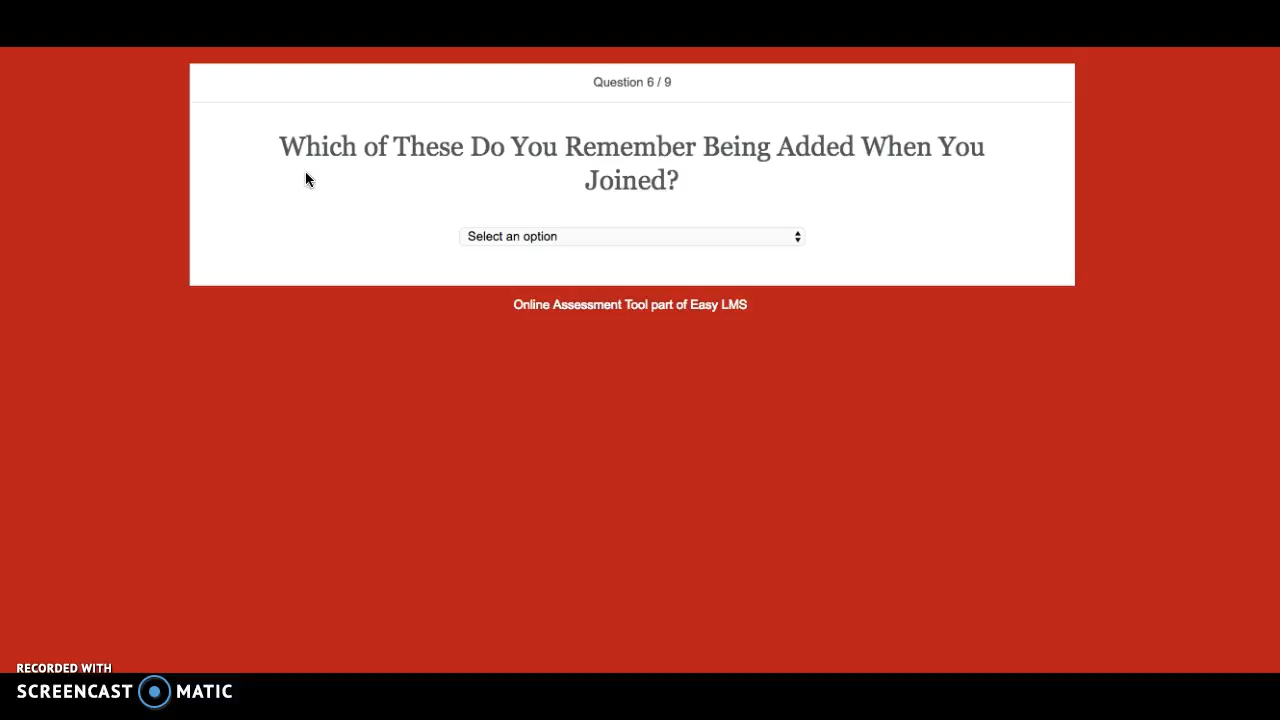 Question 6 / 9
Which of These Do You Remember Being Added When You
Joined?
Select an option
Online Assessment Tool part of Easy LMS
RECORDED WITH
SCREENCAST MATIC